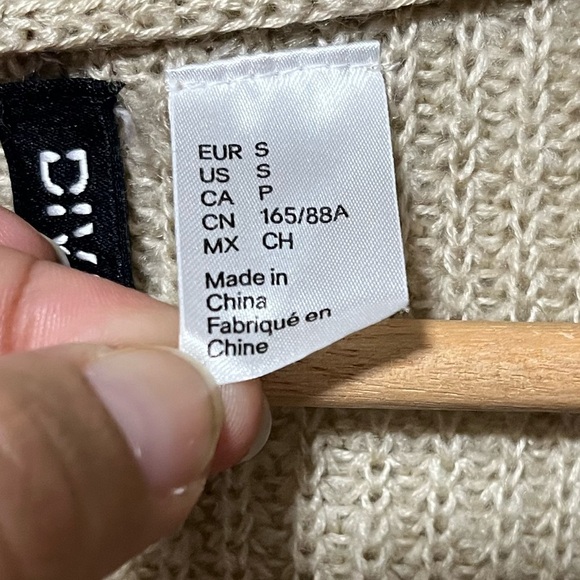 EUR S
US S
CA P
CN 165/88A
MX CH
Made in
China
Fabriqué en
Chine